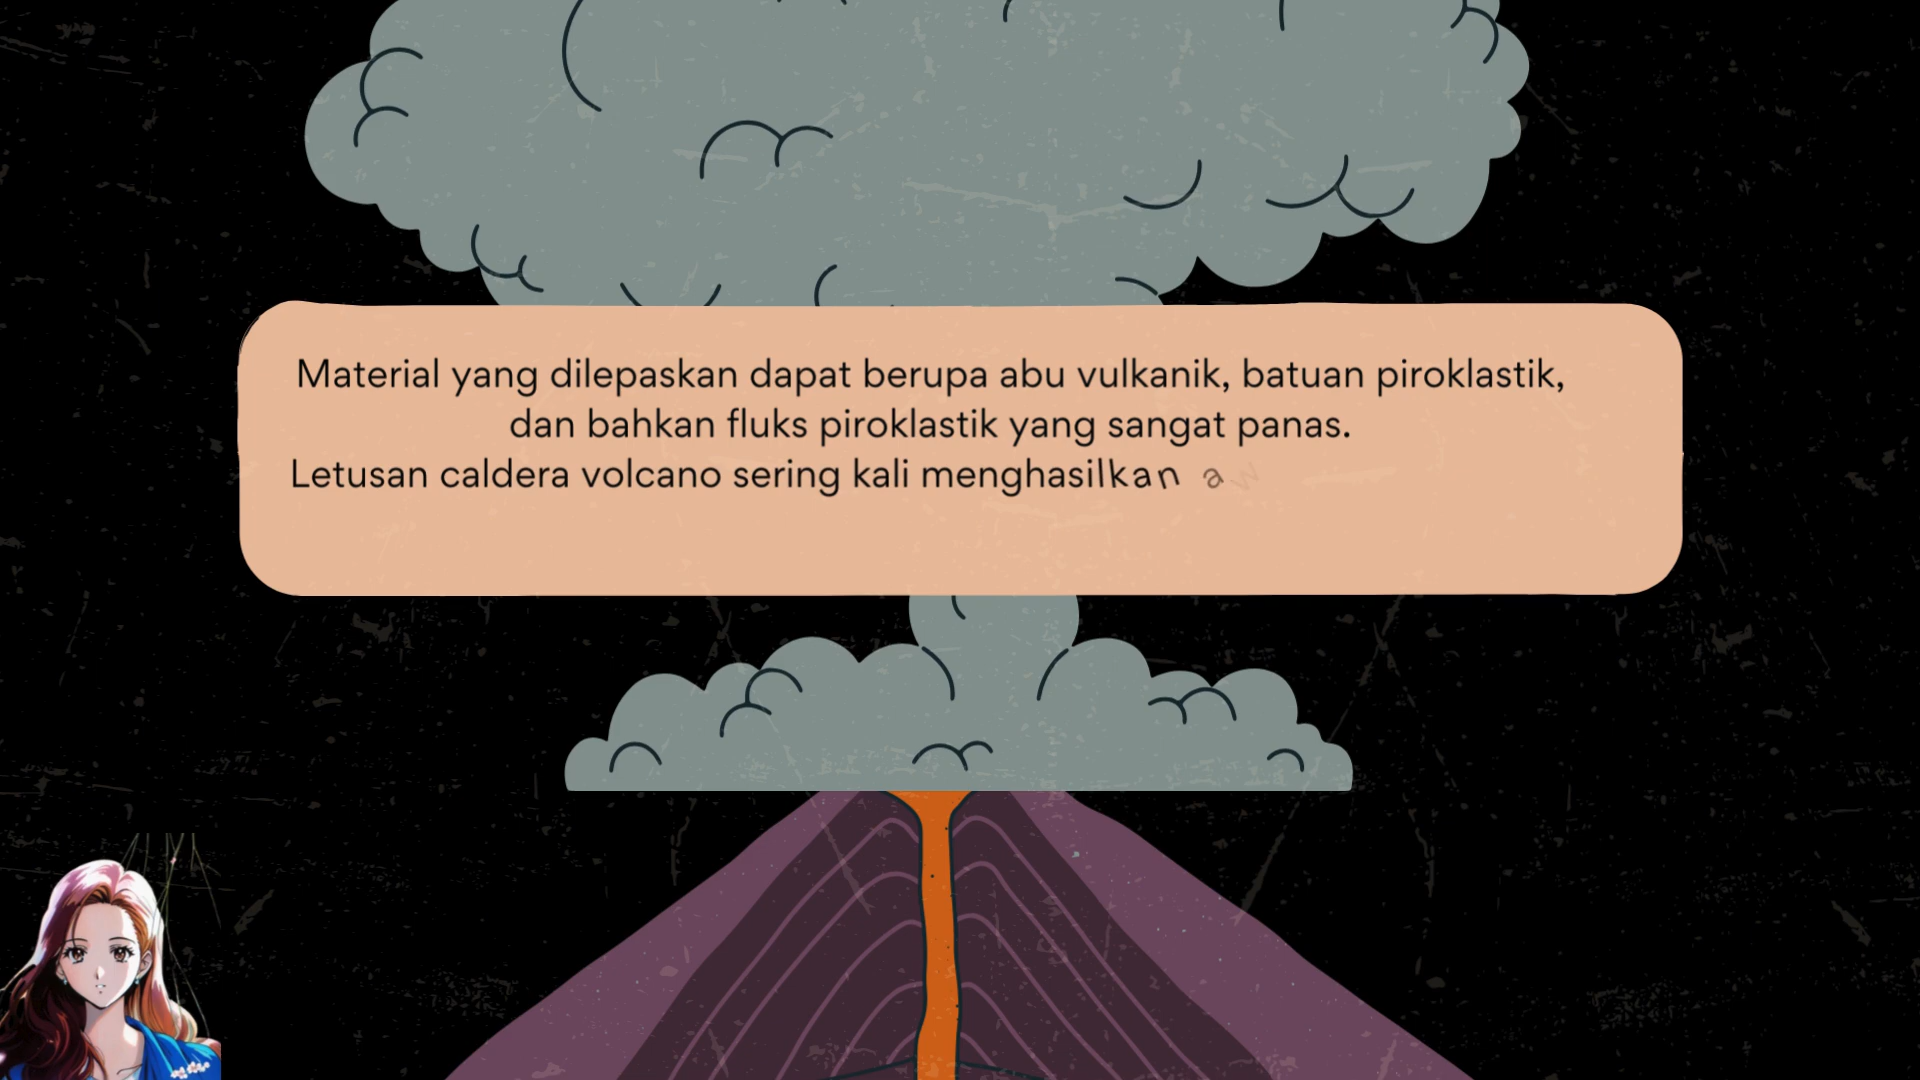 Material yang dilepaskan dapat berupa abu vulkanik, batuan piroklastik,
dan bahkan fluks piroklastik yang sangat panas.
Letusan caldera volcano sering kali menghasilkan